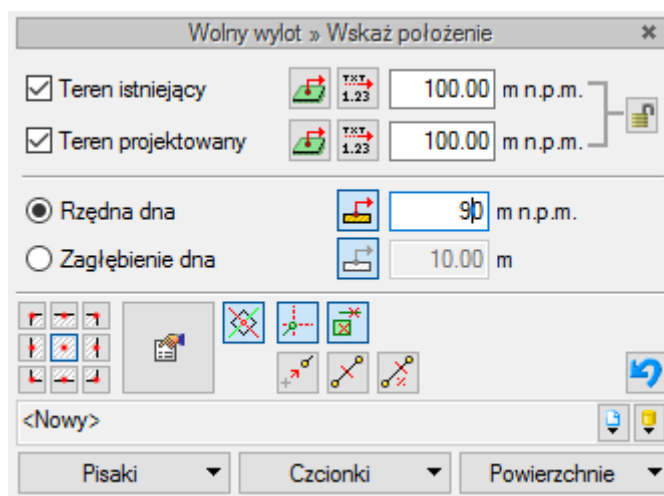 Wolny wylot » Wskaż położenie
Teren istniejący TXT 1.23 100.00 m n.p.m.
Teren projektowany TXT 1.23 100.00 m n.p.m.
Rzędna dna 90 m n.p.m.
Zagłębienie dna 10.00 m
<Nowy>
Pisaki Czcionki Powierzchnie